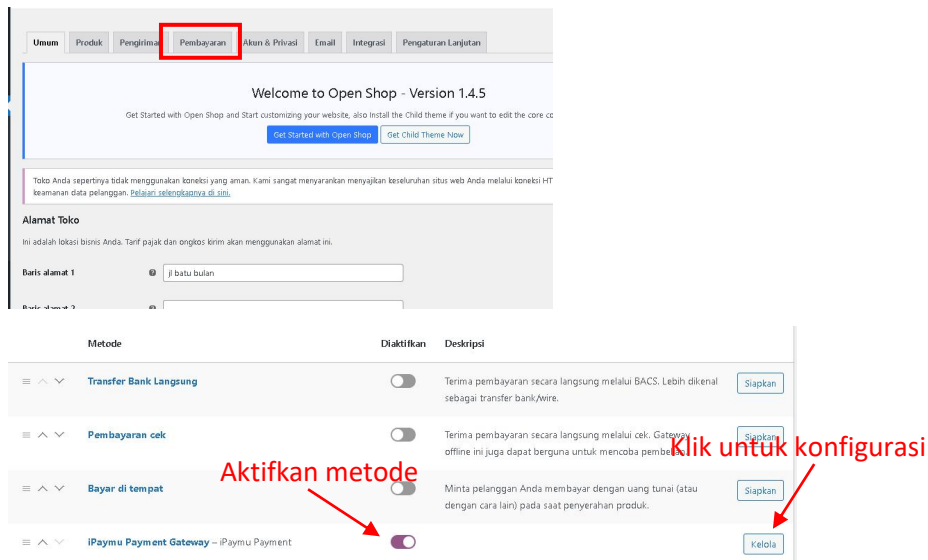 Umum Produk Pengiriman Pembayaran Akun & Privasi Email Integrasi Pengaturan Lanjutan
Welcome to Open Shop - Version 1.4.5
Get Started with Open Shop and Start customizing your website, also Install the Child theme if you want to edit the core
Get Started with Open Shop Get Child Theme Now
Toko Anda sepertinya tidak menggunakan koneksi yang aman. Kami sangat menyarankan menyajikan keseluruhan situs web Anda melalui koneksi HT
keamanan data pelanggan. Pelajari selengkapnya di sini.
Alamat Toko
Ini adalah lokasi bisnis Anda. Tarif pajak dan ongkos kirim akan menggunakan alamat ini.
Baris alamat 1 jl batu bulan
Baris alamat 2
Metode Diaktifkan Deskripsi
Transfer Bank Langsung Terima pembayaran secara langsung melalui BACS. Lebih dikenal Siapkan
sebagai transfer bank/wire.
Pembayaran cek Terima pembayaran secara langsung melalui cek. Gateway Siapkan
offline ini juga dapat berguna untuk mencoba pembelian.
Klik untuk konfigurasi
Aktifkan metode
Bayar di tempat Minta pelanggan Anda membayar dengan uang tunai (atau Siapkan
dengan cara lain) pada saat penyerahan produk.
iPaymu Payment Gateway – iPaymu Payment Kelola